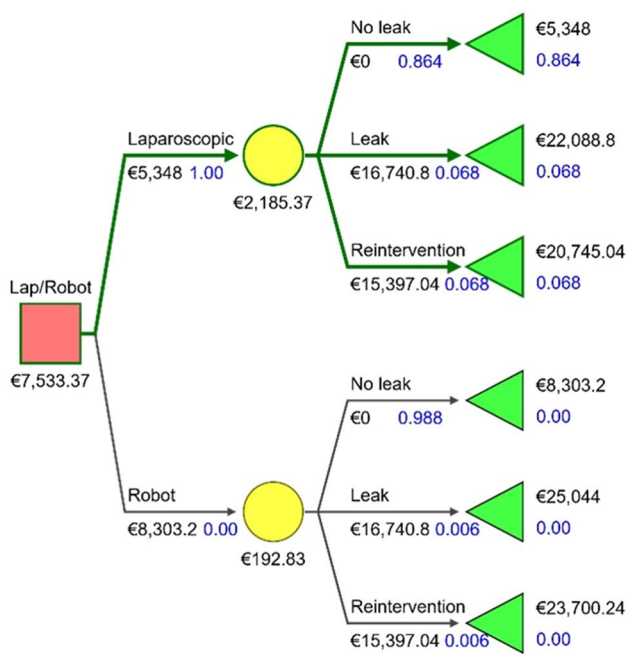 No leak
€0 0.864
€5,348
0.864
Laparoscopic
€5,348 1.00
€2,185.37
Leak
€16,740.8 0.068
€22,088.8
0.068
Reintervention
€15,397.04 0.068
€20,745.04
0.068
Lap/Robot
€7,533.37
No leak
€0 0.988
€8,303.2
0.00
Robot
€8,303.2 0.00
€192.83
Leak
€16,740.8 0.006
€25,044
0.00
Reintervention
€15,397.04 0.006
€23,700.24
0.00